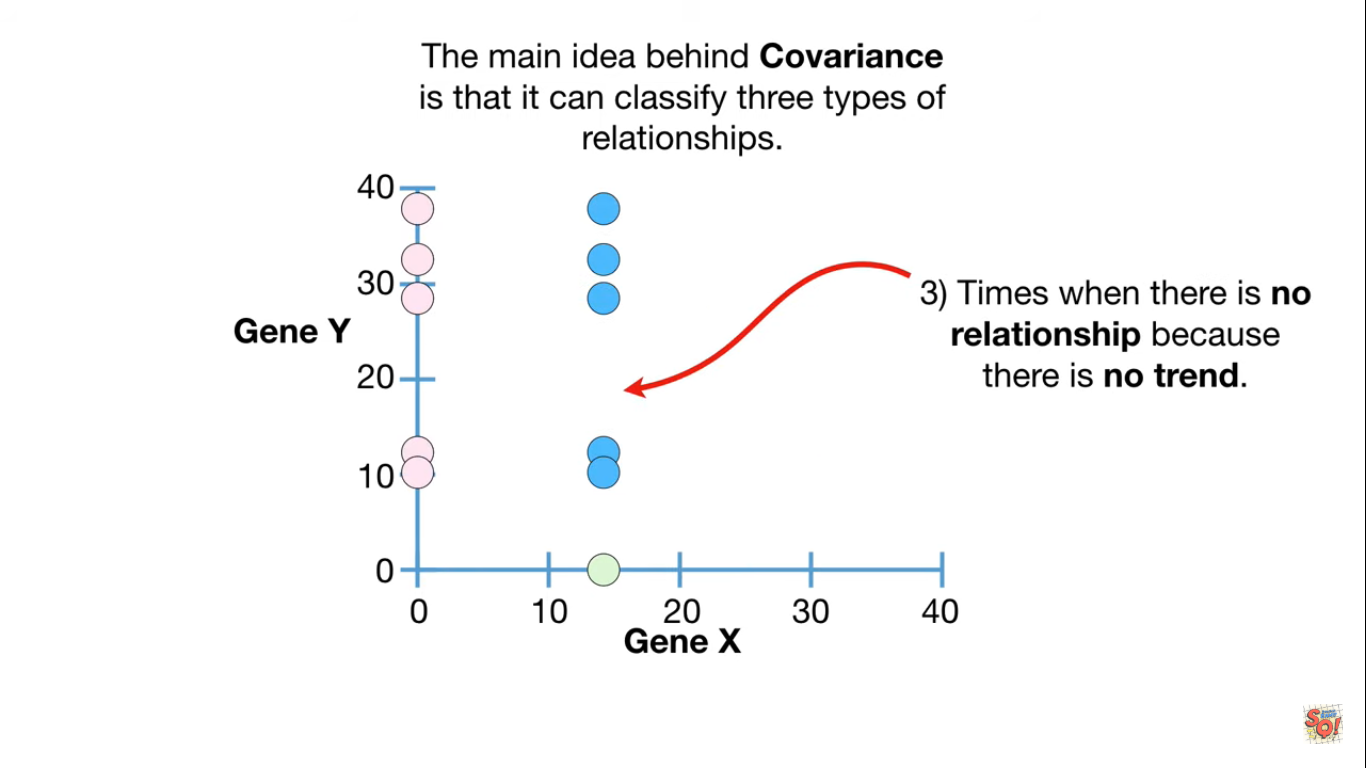 The main idea behind Covariance
is that it can classify three types of
relationships.
40
30
Gene Y
20
10
0
0 10 20 30 40
Gene X
3) Times when there is no
relationship because
there is no trend.
SQ!